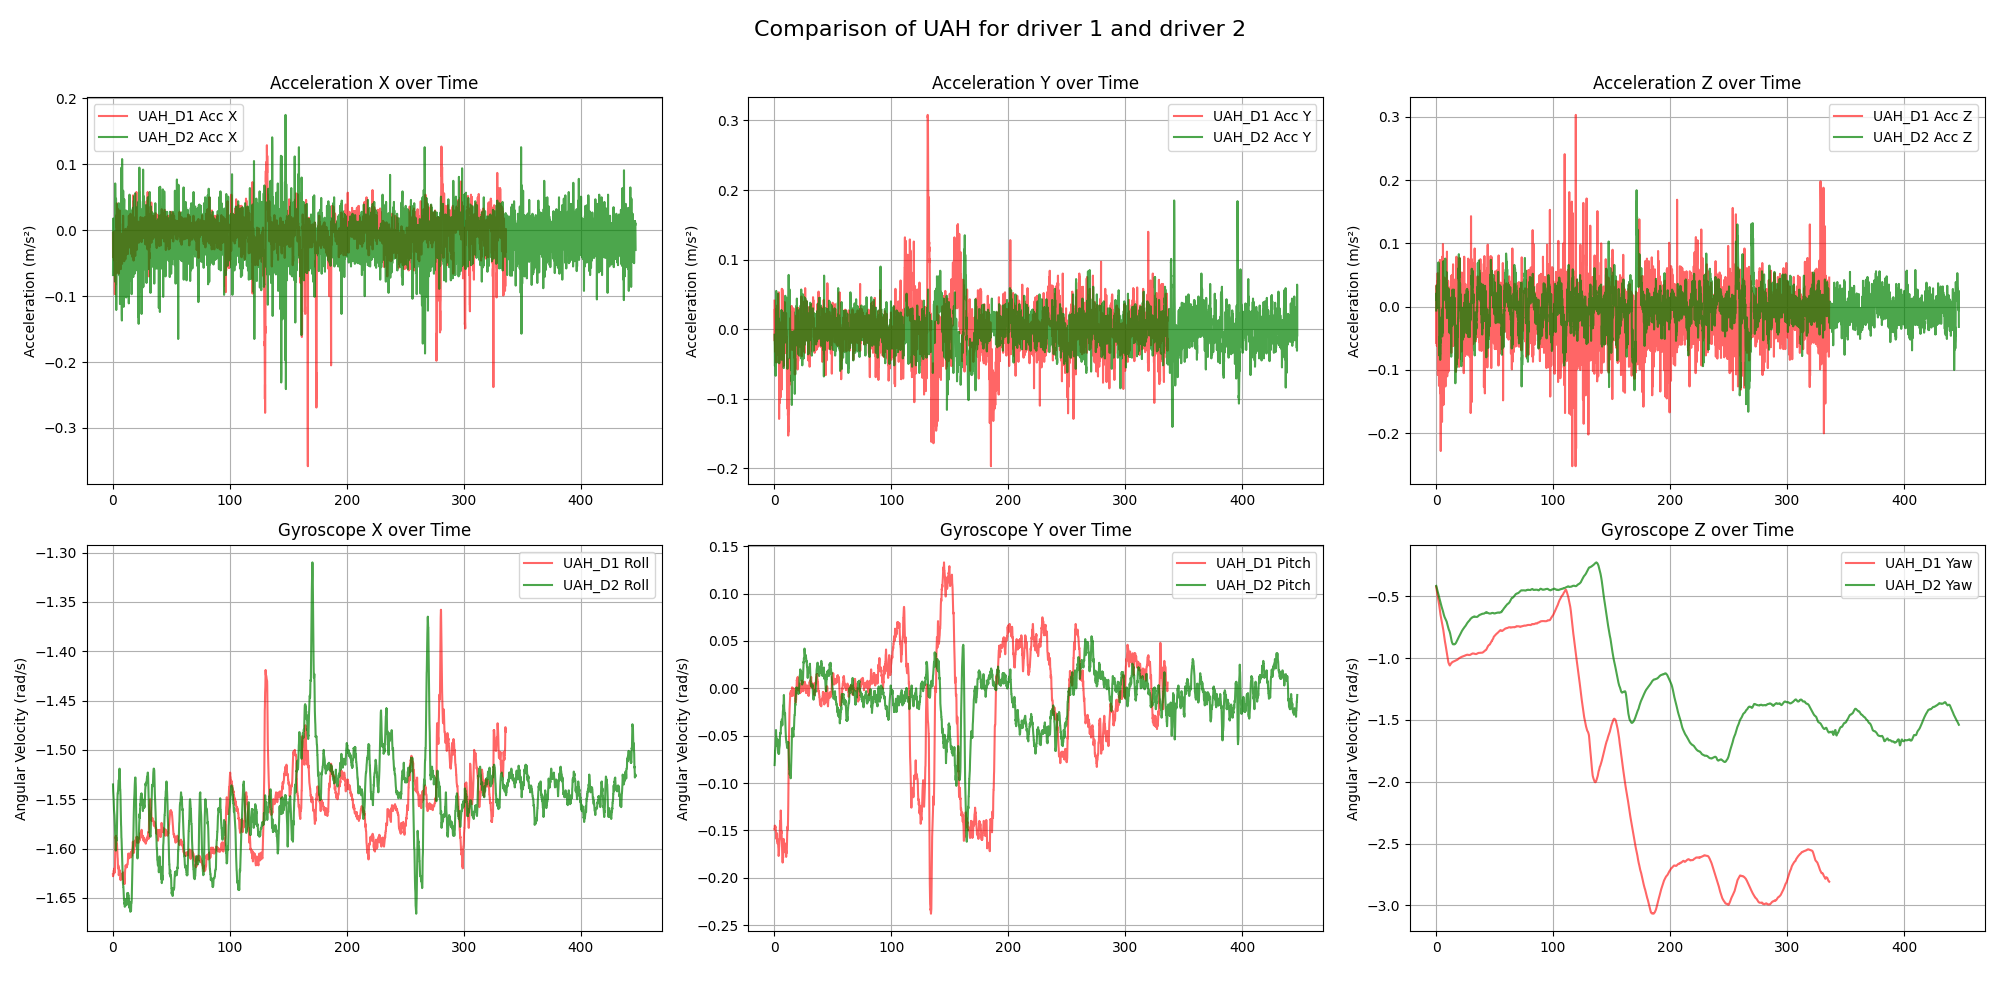 Comparison of UAH for driver 1 and driver 2
Acceleration X over Time
Acceleration (m/s²)
0.2
0.1
0.0
−0.1
−0.2
−0.3
UAH_D1 Acc X
UAH_D2 Acc X
0 100 200 300 400
Acceleration Y over Time
Acceleration (m/s²)
0.3
0.2
0.1
0.0
−0.1
−0.2
UAH_D1 Acc Y
UAH_D2 Acc Y
0 100 200 300 400
Acceleration Z over Time
Acceleration (m/s²)
0.3
0.2
0.1
0.0
−0.1
−0.2
UAH_D1 Acc Z
UAH_D2 Acc Z
0 100 200 300 400
Gyroscope X over Time
Angular Velocity (rad/s)
−1.30
−1.35
−1.40
−1.45
−1.50
−1.55
−1.60
−1.65
UAH_D1 Roll
UAH_D2 Roll
0 100 200 300 400
Gyroscope Y over Time
Angular Velocity (rad/s)
0.15
0.10
0.05
0.00
−0.05
−0.10
−0.15
−0.20
−0.25
UAH_D1 Pitch
UAH_D2 Pitch
0 100 200 300 400
Gyroscope Z over Time
Angular Velocity (rad/s)
−0.5
−1.0
−1.5
−2.0
−2.5
−3.0
UAH_D1 Yaw
UAH_D2 Yaw
0 100 200 300 400